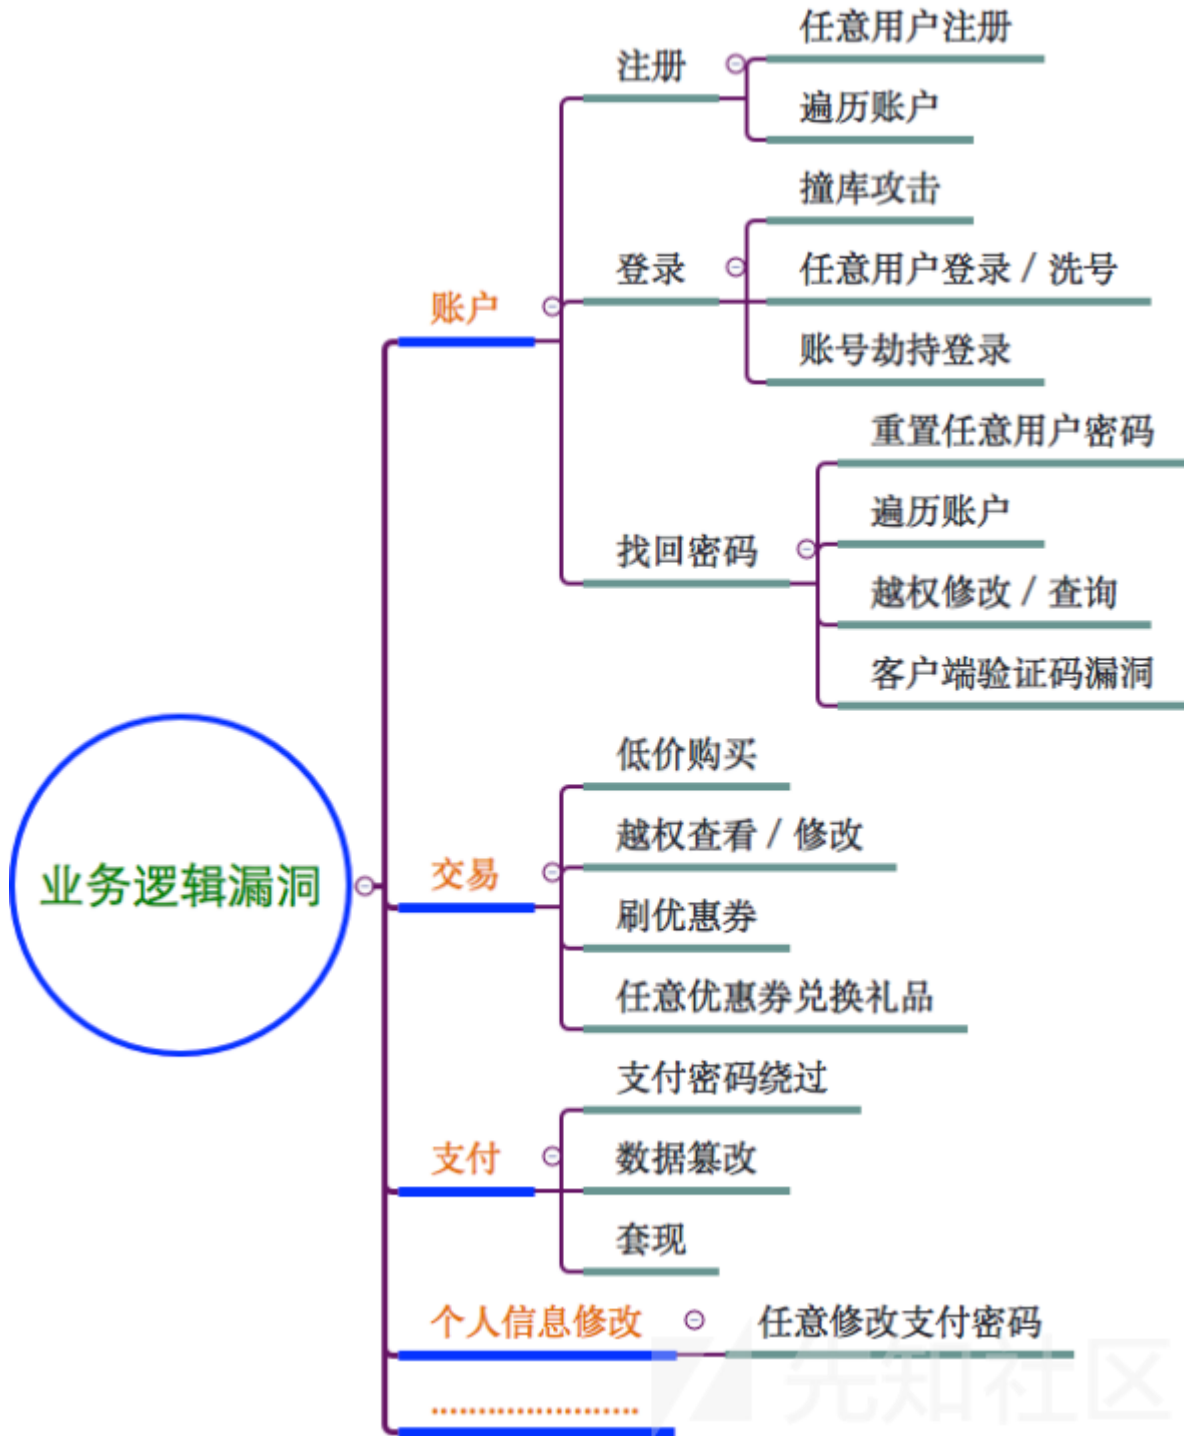 任意用户注册
注册
遍历账户
撞库攻击
登录
任意用户登录 / 洗号
账户
账号劫持登录
重置任意用户密码
遍历账户
找回密码
越权修改 / 查询
客户端验证码漏洞
低价购买
越权查看 / 修改
交易
业务逻辑漏洞
刷优惠券
任意优惠券兑换礼品
支付密码绕过
支付
数据篡改
套现
个人信息修改
任意修改支付密码
先知社区
......................